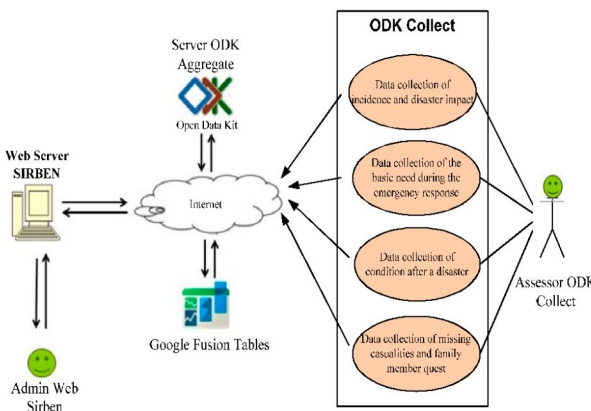 ODK Collect
Server ODK
Aggregate
Open Data Kit
Web Server
SIRBEN
Internet
Google Fusion Tables
Admin Web
Sirben
Data collection of
incidence and disaster impact
Data collection of the
basic need during the
emergency response
Data collection of
condition after a disaster
Data collection of missing
casualities and family
member quest
Assessor ODK
Collect